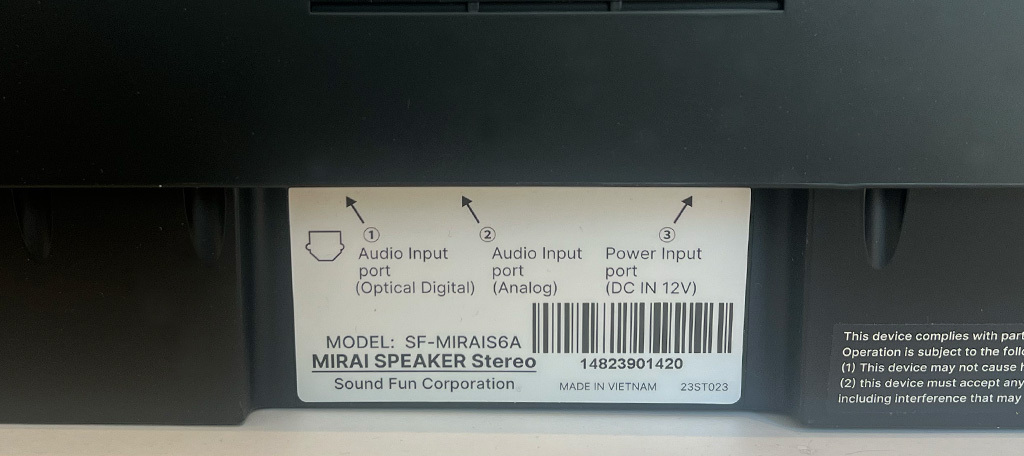 ① ② ③
Audio Input Audio Input Power Input
port port port
(Optical Digital) (Analog) (DC IN 12V)
MODEL: SF-MIRAIS6A
MIRAI SPEAKER Stereo 14823901420
Sound Fun Corporation MADE IN VIETNAM 23ST023
This device complies with part
Operation is subject to the
(1) This device may not cause
(2) this device must accept any
including interference that may